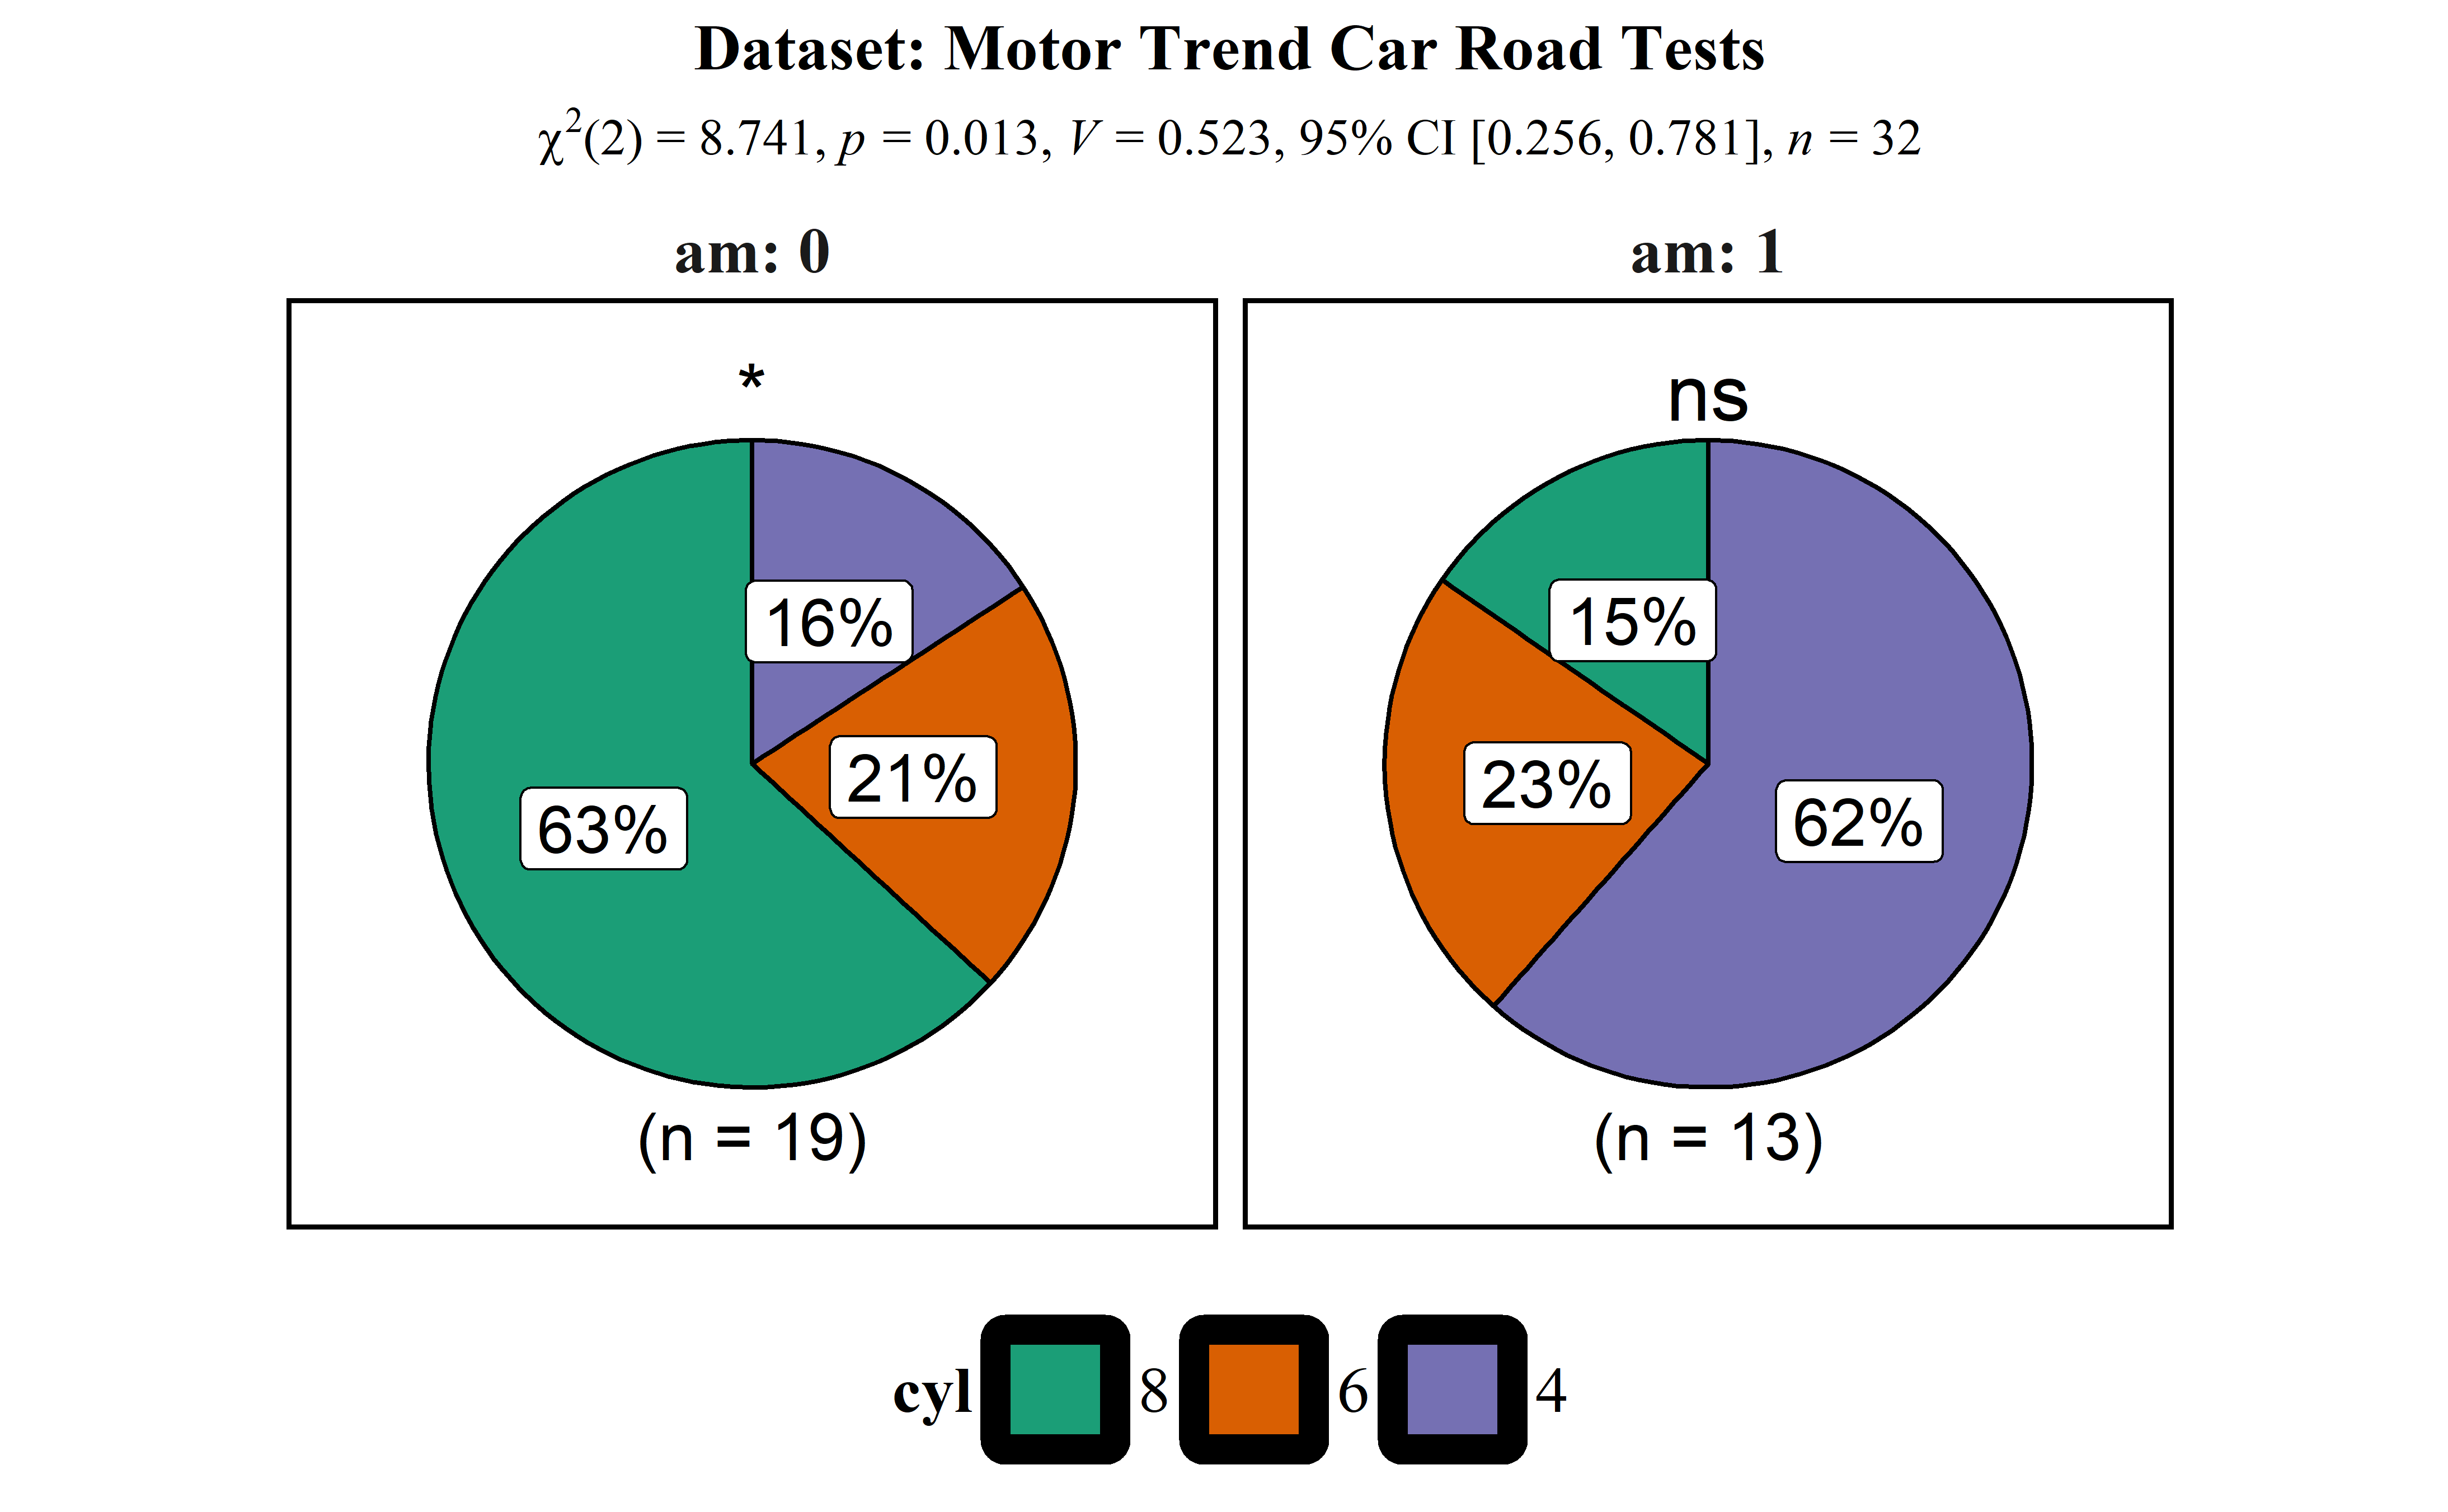 Dataset: Motor Trend Car Road Tests
χ²(2) = 8.741, p = 0.013, V = 0.523, 95% CI [0.256, 0.781], n = 32
am: 0
*
16%
21%
63%
(n = 19)
am: 1
ns
15%
23%
62%
(n = 13)
cyl 8 6 4